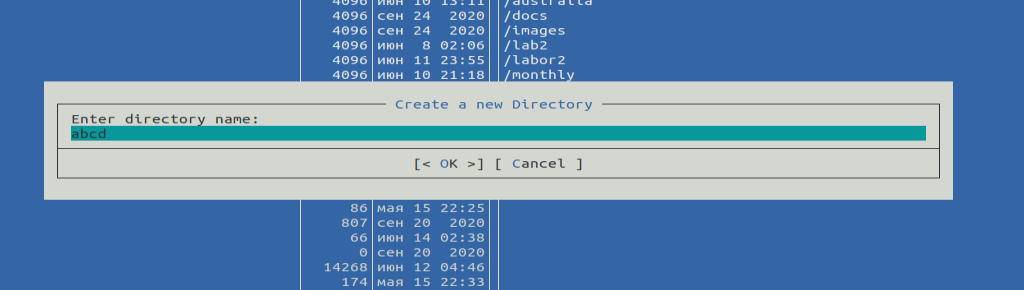 4096 июн 10 13:11 /australia
4096 сен 24  2020 /docs
4096 сен 24  2020 /images
4096 июн  8 02:06 /lab2
4096 июн 11 23:55 /labor2
4096 июн 10 21:18 /monthly
Create a new Directory
Enter directory name:
abcd
[< OK >] [ Cancel ]
86 мая 15 22:25
807 сен 20  2020
66 июн 14 02:38
0 сен 20  2020
14268 июн 12 04:46
174 мая 15 22:33